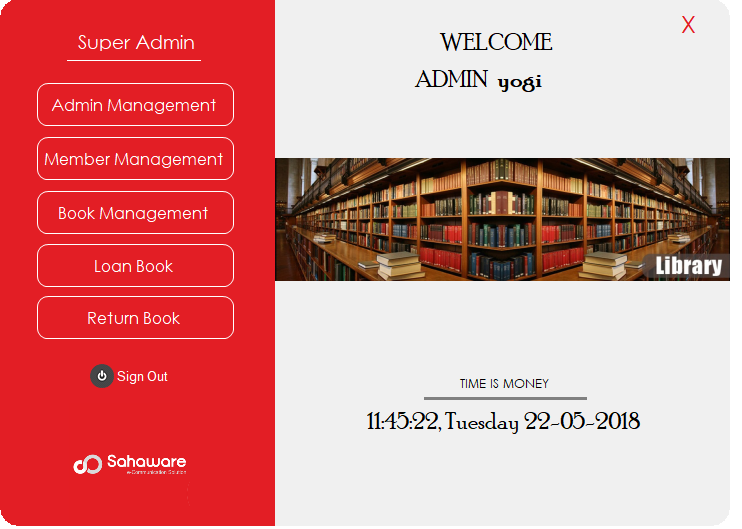 Super Admin
Admin Management
Member Management
Book Management
Loan Book
Return Book
Sign Out
Sahaware
e-Communication Solution
X
WELCOME
ADMIN yogi
Library
TIME IS MONEY
11:45:22, Tuesday 22-05-2018